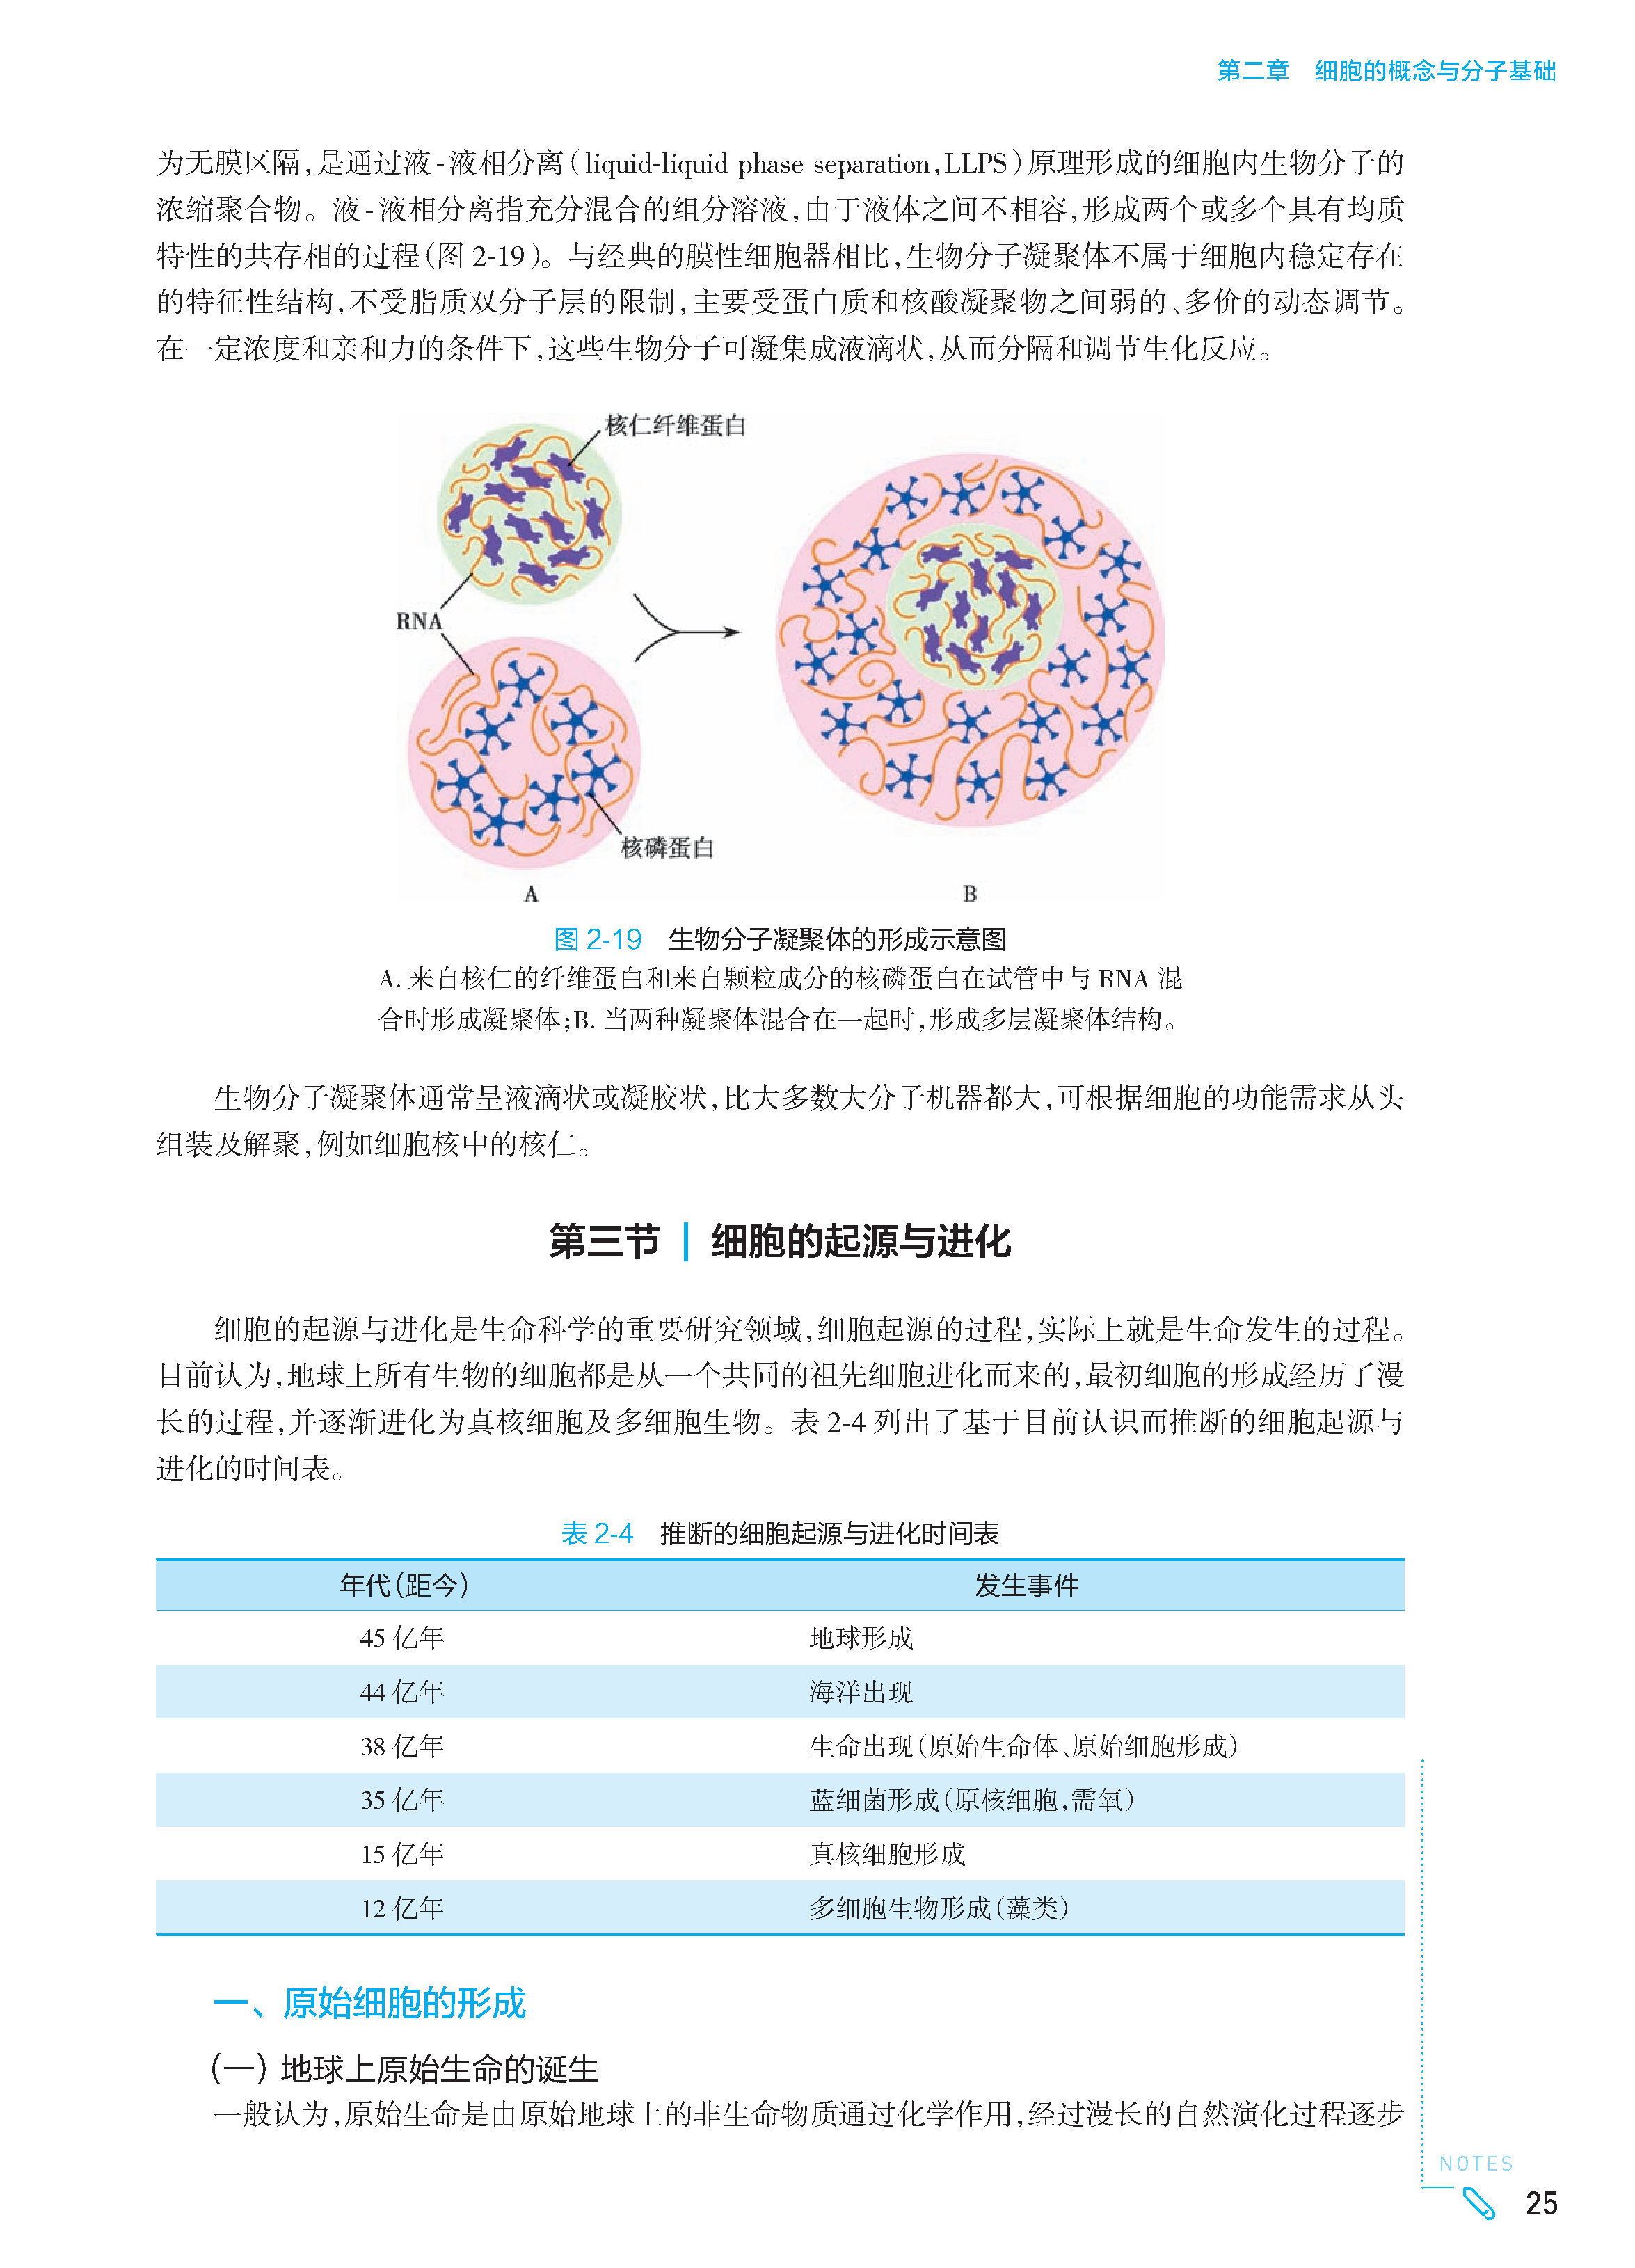 第二章 细胞的概念与分子基础
为无膜区隔,是通过液-液相分离(liquid-liquid phase separation,LLPS)原理形成的细胞内生物分子的
浓缩聚合物。液-液相分离指充分混合的组分溶液,由于液体之间不相容,形成两个或多个具有均质
特性的共存相的过程(图 2-19)。与经典的膜性细胞器相比,生物分子凝聚体不属于细胞内稳定存在
的特征性结构,不受脂质双分子层的限制,主要受蛋白质和核酸凝聚物之间弱的、多价的动态调节。
在一定浓度和亲和力的条件下,这些生物分子可凝集成液滴状,从而分隔和调节生化反应。
核仁纤维蛋白
RNA
核磷蛋白
A
B
图 2-19 生物分子凝聚体的形成示意图
A. 来自核仁的纤维蛋白和来自颗粒成分的核磷蛋白在试管中与 RNA 混
合时形成凝聚体;B. 当两种凝聚体混合在一起时,形成多层凝聚体结构。
生物分子凝聚体通常呈液滴状或凝胶状,比大多数大分子机器都大,可根据细胞的功能需求从头
组装及解聚,例如细胞核中的核仁。
第三节 | 细胞的起源与进化
细胞的起源与进化是生命科学的重要研究领域,细胞起源的过程,实际上就是生命发生的过程。
目前认为,地球上所有生物的细胞都是从一个共同的祖先细胞进化而来的,最初细胞的形成经历了漫
长的过程,并逐渐进化为真核细胞及多细胞生物。表 2-4 列出了基于目前认识而推断的细胞起源与
进化的时间表。
表 2-4 推断的细胞起源与进化时间表
年代(距今) 发生事件
45 亿年 地球形成
44 亿年 海洋出现
38 亿年 生命出现(原始生命体、原始细胞形成)
35 亿年 蓝细菌形成(原核细胞,需氧)
15 亿年 真核细胞形成
12 亿年 多细胞生物形成(藻类)
一、原始细胞的形成
(一)地球上原始生命的诞生
一般认为,原始生命是由原始地球上的非生命物质通过化学作用,经过漫长的自然演化过程逐步
NOTES
25